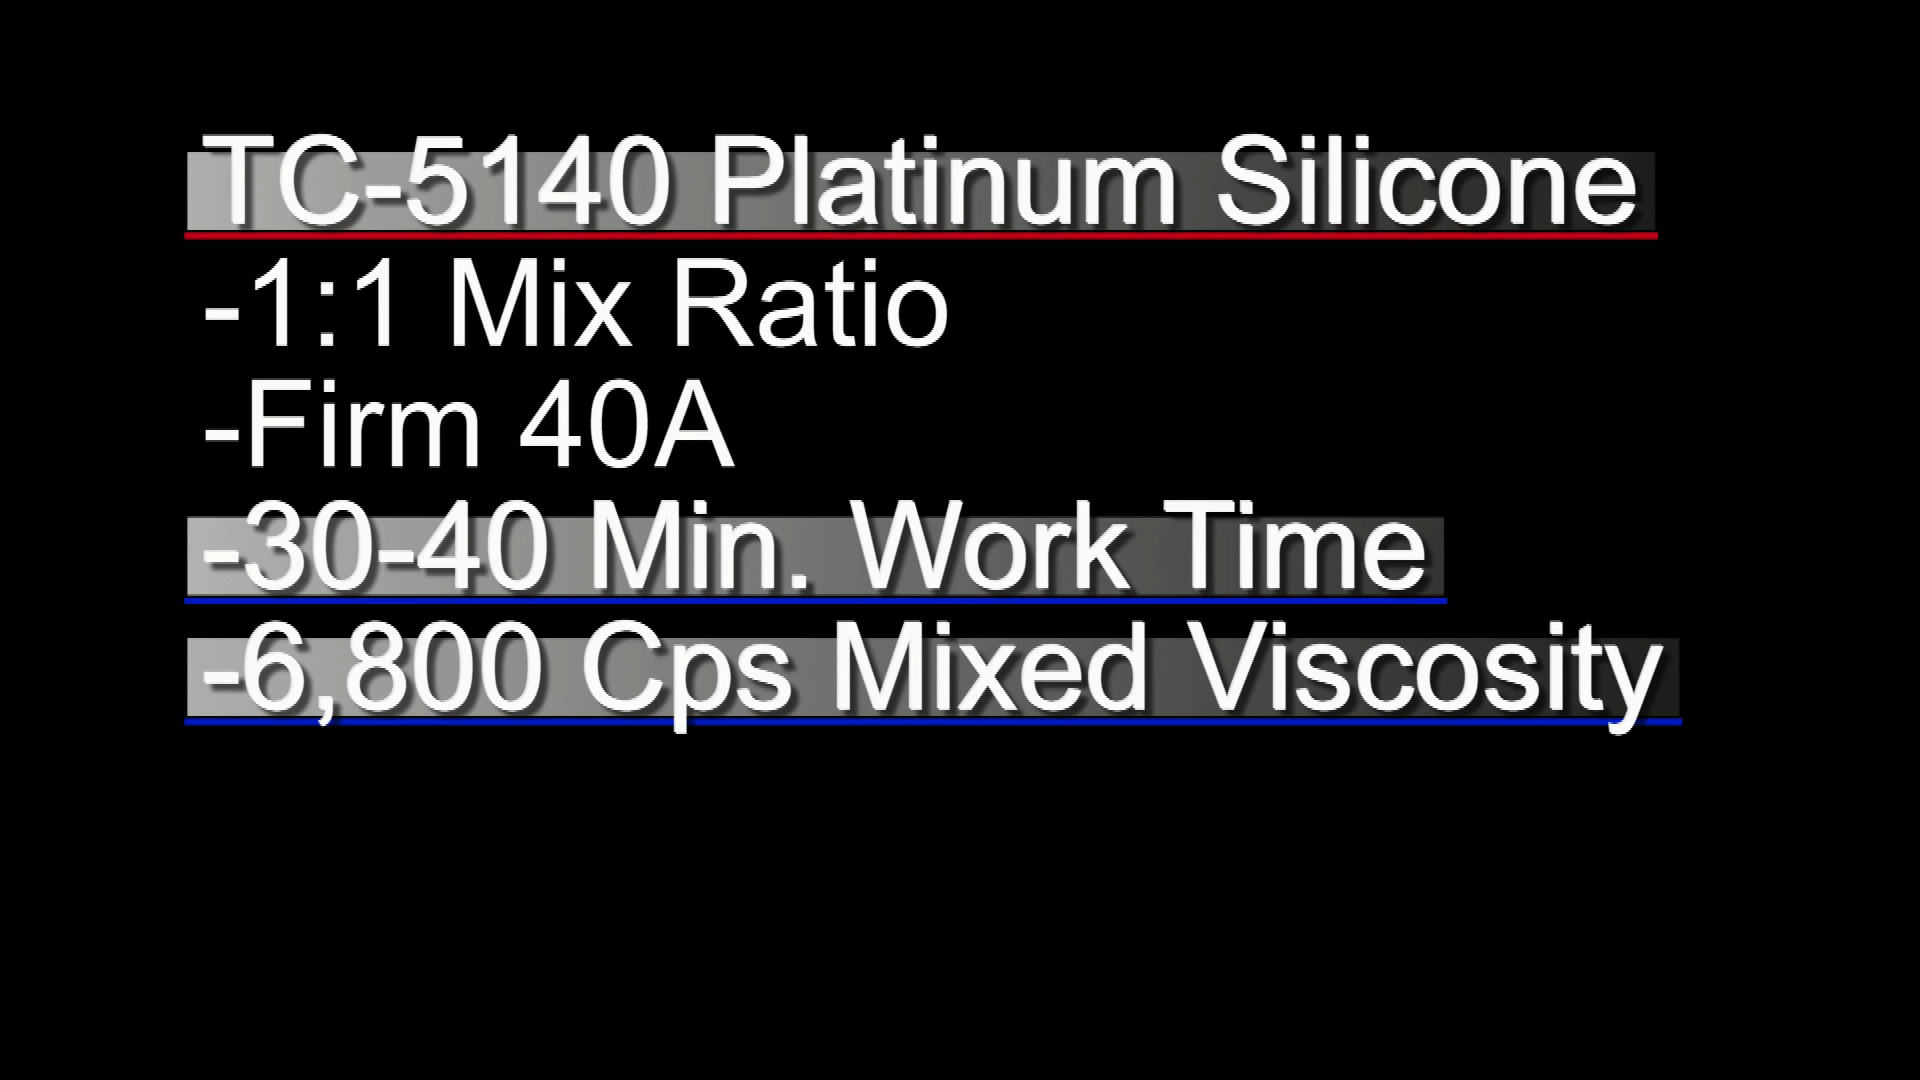 TC-5140 Platinum Silicone
-1:1 Mix Ratio
-Firm 40A
-30-40 Min. Work Time
-6,800 Cps Mixed Viscosity